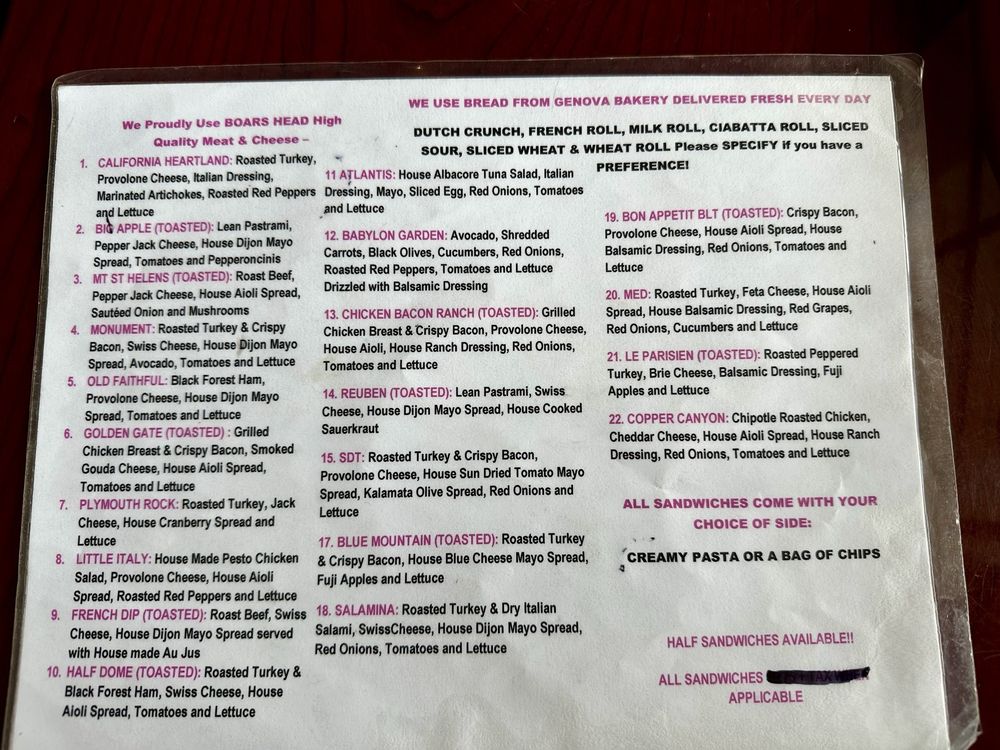 We Proudly Use BOARS HEAD High
Quality Meat & Cheese –
1. CALIFORNIA HEARTLAND: Roasted Turkey,
Provolone Cheese, Italian Dressing,
Marinated Artichokes, Roasted Red Peppers
and Lettuce
2. BIG APPLE (TOASTED): Lean Pastrami,
Pepper Jack Cheese, House Dijon Mayo
Spread, Tomatoes and Pepperoncinis
3. MT ST HELENS (TOASTED): Roast Beef,
Pepper Jack Cheese, House Aioli Spread,
Sautéed Onion and Mushrooms
4. MONUMENT: Roasted Turkey & Crispy
Bacon, Swiss Cheese, House Dijon Mayo
Spread, Avocado, Tomatoes and Lettuce
5. OLD FAITHFUL: Black Forest Ham,
Provolone Cheese, House Dijon Mayo
Spread, Tomatoes and Lettuce
6. GOLDEN GATE (TOASTED) : Grilled
Chicken Breast & Crispy Bacon, Smoked
Gouda Cheese, House Aioli Spread,
Tomatoes and Lettuce
7. PLYMOUTH ROCK: Roasted Turkey, Jack
Cheese, House Cranberry Spread and
Lettuce
8. LITTLE ITALY: House Made Pesto Chicken
Salad, Provolone Cheese, House Aioli
Spread, Roasted Red Peppers and Lettuce
9. FRENCH DIP (TOASTED): Roast Beef, Swiss
Cheese, House Dijon Mayo Spread served
with House made Au Jus
10. HALF DOME (TOASTED): Roasted Turkey &
Black Forest Ham, Swiss Cheese, House
Aioli Spread, Tomatoes and Lettuce
WE USE BREAD FROM GENOVA BAKERY DELIVERED FRESH EVERY DAY
DUTCH CRUNCH, FRENCH ROLL, MILK ROLL, CIABATTA ROLL, SLICED
SOUR, SLICED WHEAT & WHEAT ROLL Please SPECIFY if you have a
PREFERENCE!
11 ATLANTIS: House Albacore Tuna Salad, Italian
Dressing, Mayo, Sliced Egg, Red Onions, Tomatoes
and Lettuce
12. BABYLON GARDEN: Avocado, Shredded
Carrots, Black Olives, Cucumbers, Red Onions,
Roasted Red Peppers, Tomatoes and Lettuce
Drizzled with Balsamic Dressing
13. CHICKEN BACON RANCH (TOASTED): Grilled
Chicken Breast & Crispy Bacon, Provolone Cheese,
House Aioli, House Ranch Dressing, Red Onions,
Tomatoes and Lettuce
14. REUBEN (TOASTED): Lean Pastrami, Swiss
Cheese, House Dijon Mayo Spread, House Cooked
Sauerkraut
15. SDT: Roasted Turkey & Crispy Bacon,
Provolone Cheese, House Sun Dried Tomato Mayo
Spread, Kalamata Olive Spread, Red Onions and
Lettuce
17. BLUE MOUNTAIN (TOASTED): Roasted Turkey
& Crispy Bacon, House Blue Cheese Mayo Spread,
Fuji Apples and Lettuce
18. SALAMINA: Roasted Turkey & Dry Italian
Salami, SwissCheese, House Dijon Mayo Spread,
Red Onions, Tomatoes and Lettuce
19. BON APPETIT BLT (TOASTED): Crispy Bacon,
Provolone Cheese, House Aioli Spread, House
Balsamic Dressing, Red Onions, Tomatoes and
Lettuce
20. MED: Roasted Turkey, Feta Cheese, House Aioli
Spread, House Balsamic Dressing, Red Grapes,
Red Onions, Cucumbers and Lettuce
21. LE PARISIEN (TOASTED): Roasted Peppered
Turkey, Brie Cheese, Balsamic Dressing, Fuji
Apples and Lettuce
22. COPPER CANYON: Chipotle Roasted Chicken,
Cheddar Cheese, House Aioli Spread, House Ranch
Dressing, Red Onions, Tomatoes and Lettuce
ALL SANDWICHES COME WITH YOUR
CHOICE OF SIDE:
CREAMY PASTA OR A BAG OF CHIPS
HALF SANDWICHES AVAILABLE!!
ALL SANDWICHES
APPLICABLE